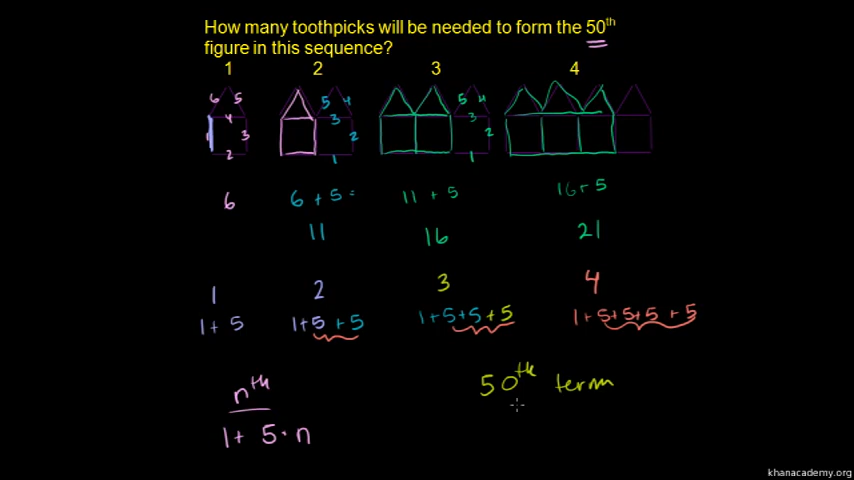 How many toothpicks will be needed to form the 50th
figure in this sequence?
1 2 3 4
6 5 5 4 5 4
4 3 3
1 3 2 2
2 1 1
6 6 + 5 = 11 + 5 16 + 5
11 16 21
1 2 3 4
1 + 5 1 + 5 + 5 1 + 5 + 5 + 5 1 + 5 + 5 + 5 + 5
nth 50th term
1 + 5 · n
khanacademy.org